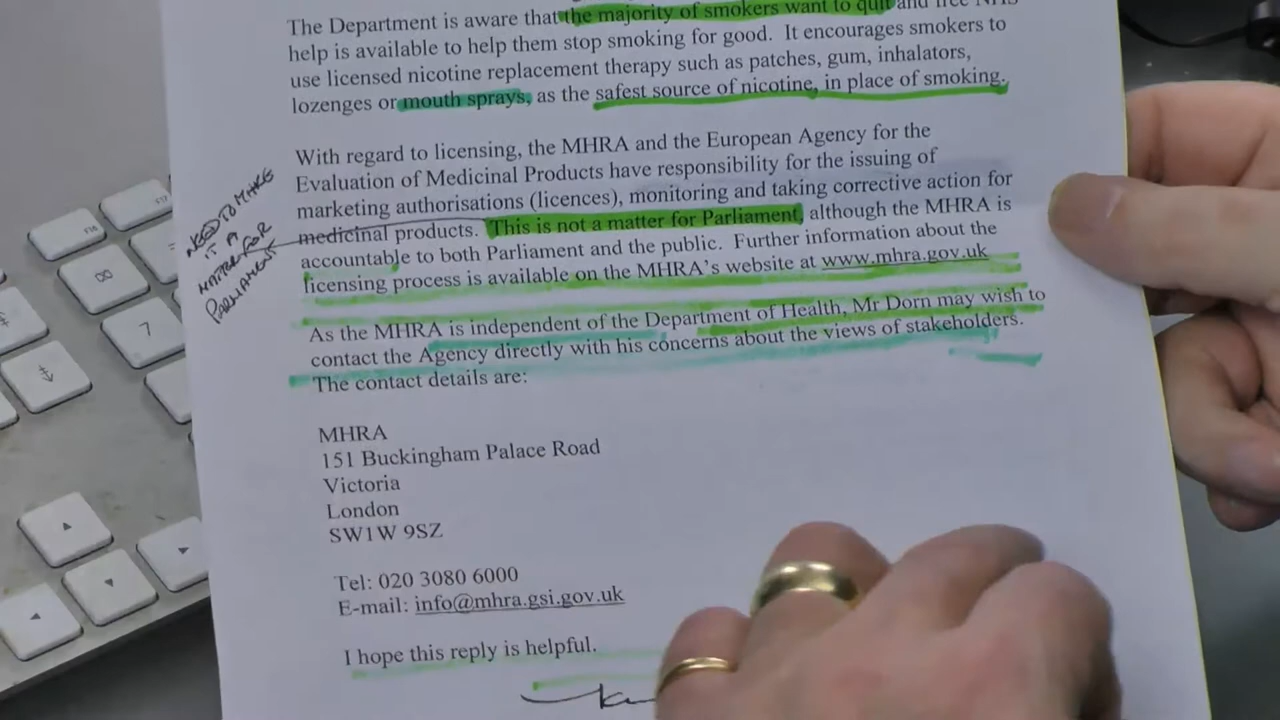 The Department is aware that the majority of smokers want to quit and free NHS
help is available to help them stop smoking for good. It encourages smokers to
use licensed nicotine replacement therapy such as patches, gum, inhalators,
lozenges or mouth sprays, as the safest source of nicotine, in place of smoking.
With regard to licensing, the MHRA and the European Agency for the
Evaluation of Medicinal Products have responsibility for the issuing of
marketing authorisations (licences), monitoring and taking corrective action for
medicinal products. This is not a matter for Parliament, although the MHRA is
accountable to both Parliament and the public. Further information about the
licensing process is available on the MHRA's website at www.mhra.gov.uk
NEED TO MAKE
IT A
MATTER FOR
PARLIAMENT
As the MHRA is independent of the Department of Health, Mr Dorn may wish to
contact the Agency directly with his concerns about the views of stakeholders.
The contact details are:
MHRA
151 Buckingham Palace Road
Victoria
London
SW1W 9SZ
Tel: 020 3080 6000
E-mail: info@mhra.gsi.gov.uk
I hope this reply is helpful.
7